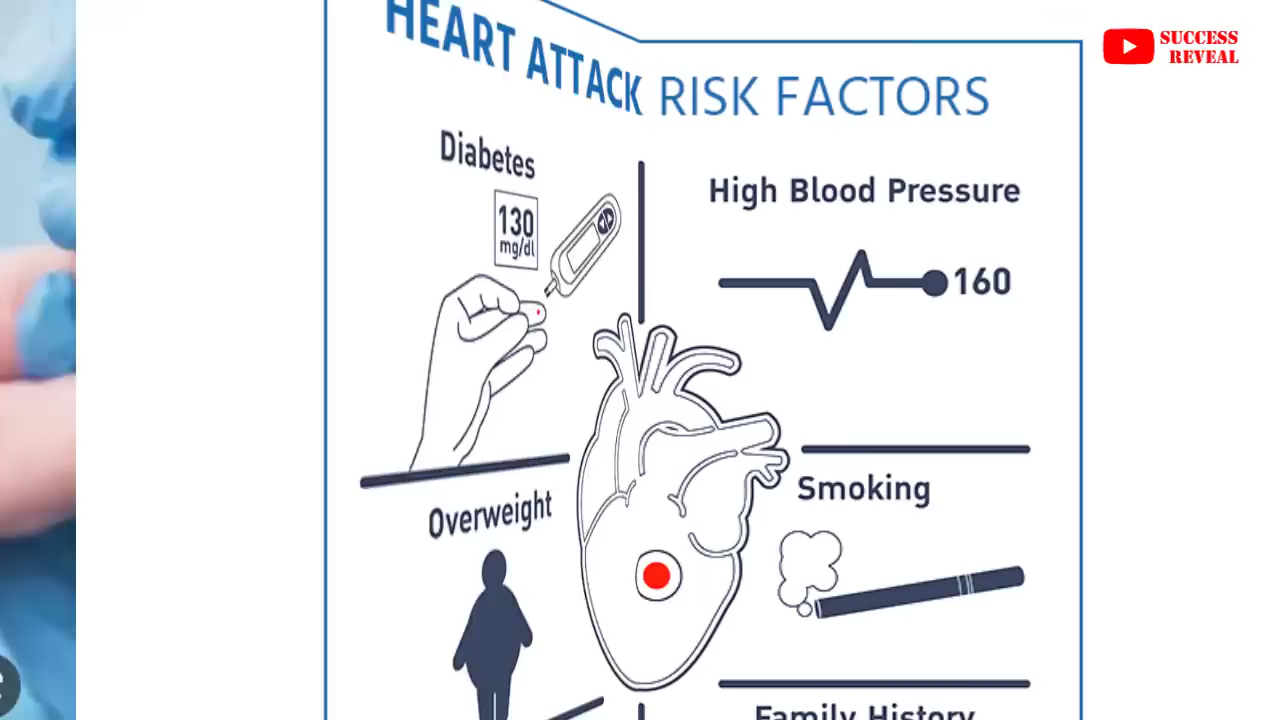 HEART ATTACK RISK FACTORS
SUCCESS
REVEAL
Diabetes
130
mg/dl
High Blood Pressure
160
Overweight
Smoking
Family History